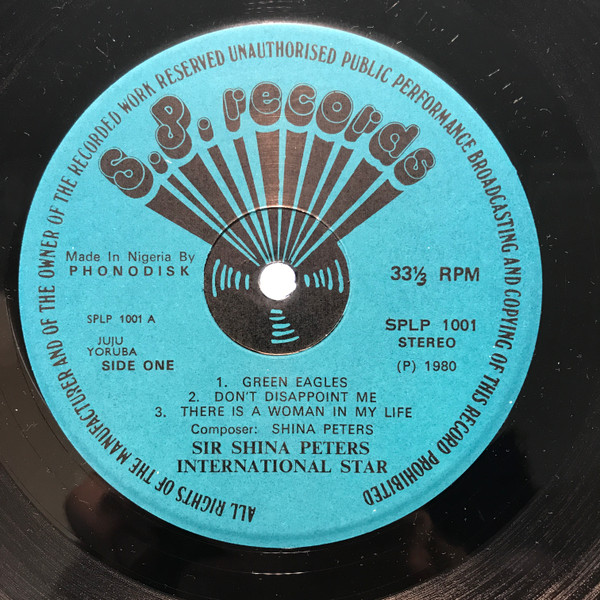 ALL RIGHTS OF THE MANUFACTURER AND OF THE OWNER OF THE RECORDED WORK RESERVED UNAUTHORISED PUBLIC PERFORMANCE BROADCASTING AND COPYING OF THIS RECORD PROHIBITED
S.P. records
Made In Nigeria By
PHONODISK
33⅓ RPM
SPLP 1001 A
SPLP 1001
STEREO
JUJU
YORUBA
SIDE ONE
(P) 1980
1. GREEN EAGLES
2. DON'T DISAPPOINT ME
3. THERE IS A WOMAN IN MY LIFE
Composer: SHINA PETERS
SIR SHINA PETERS
INTERNATIONAL STAR